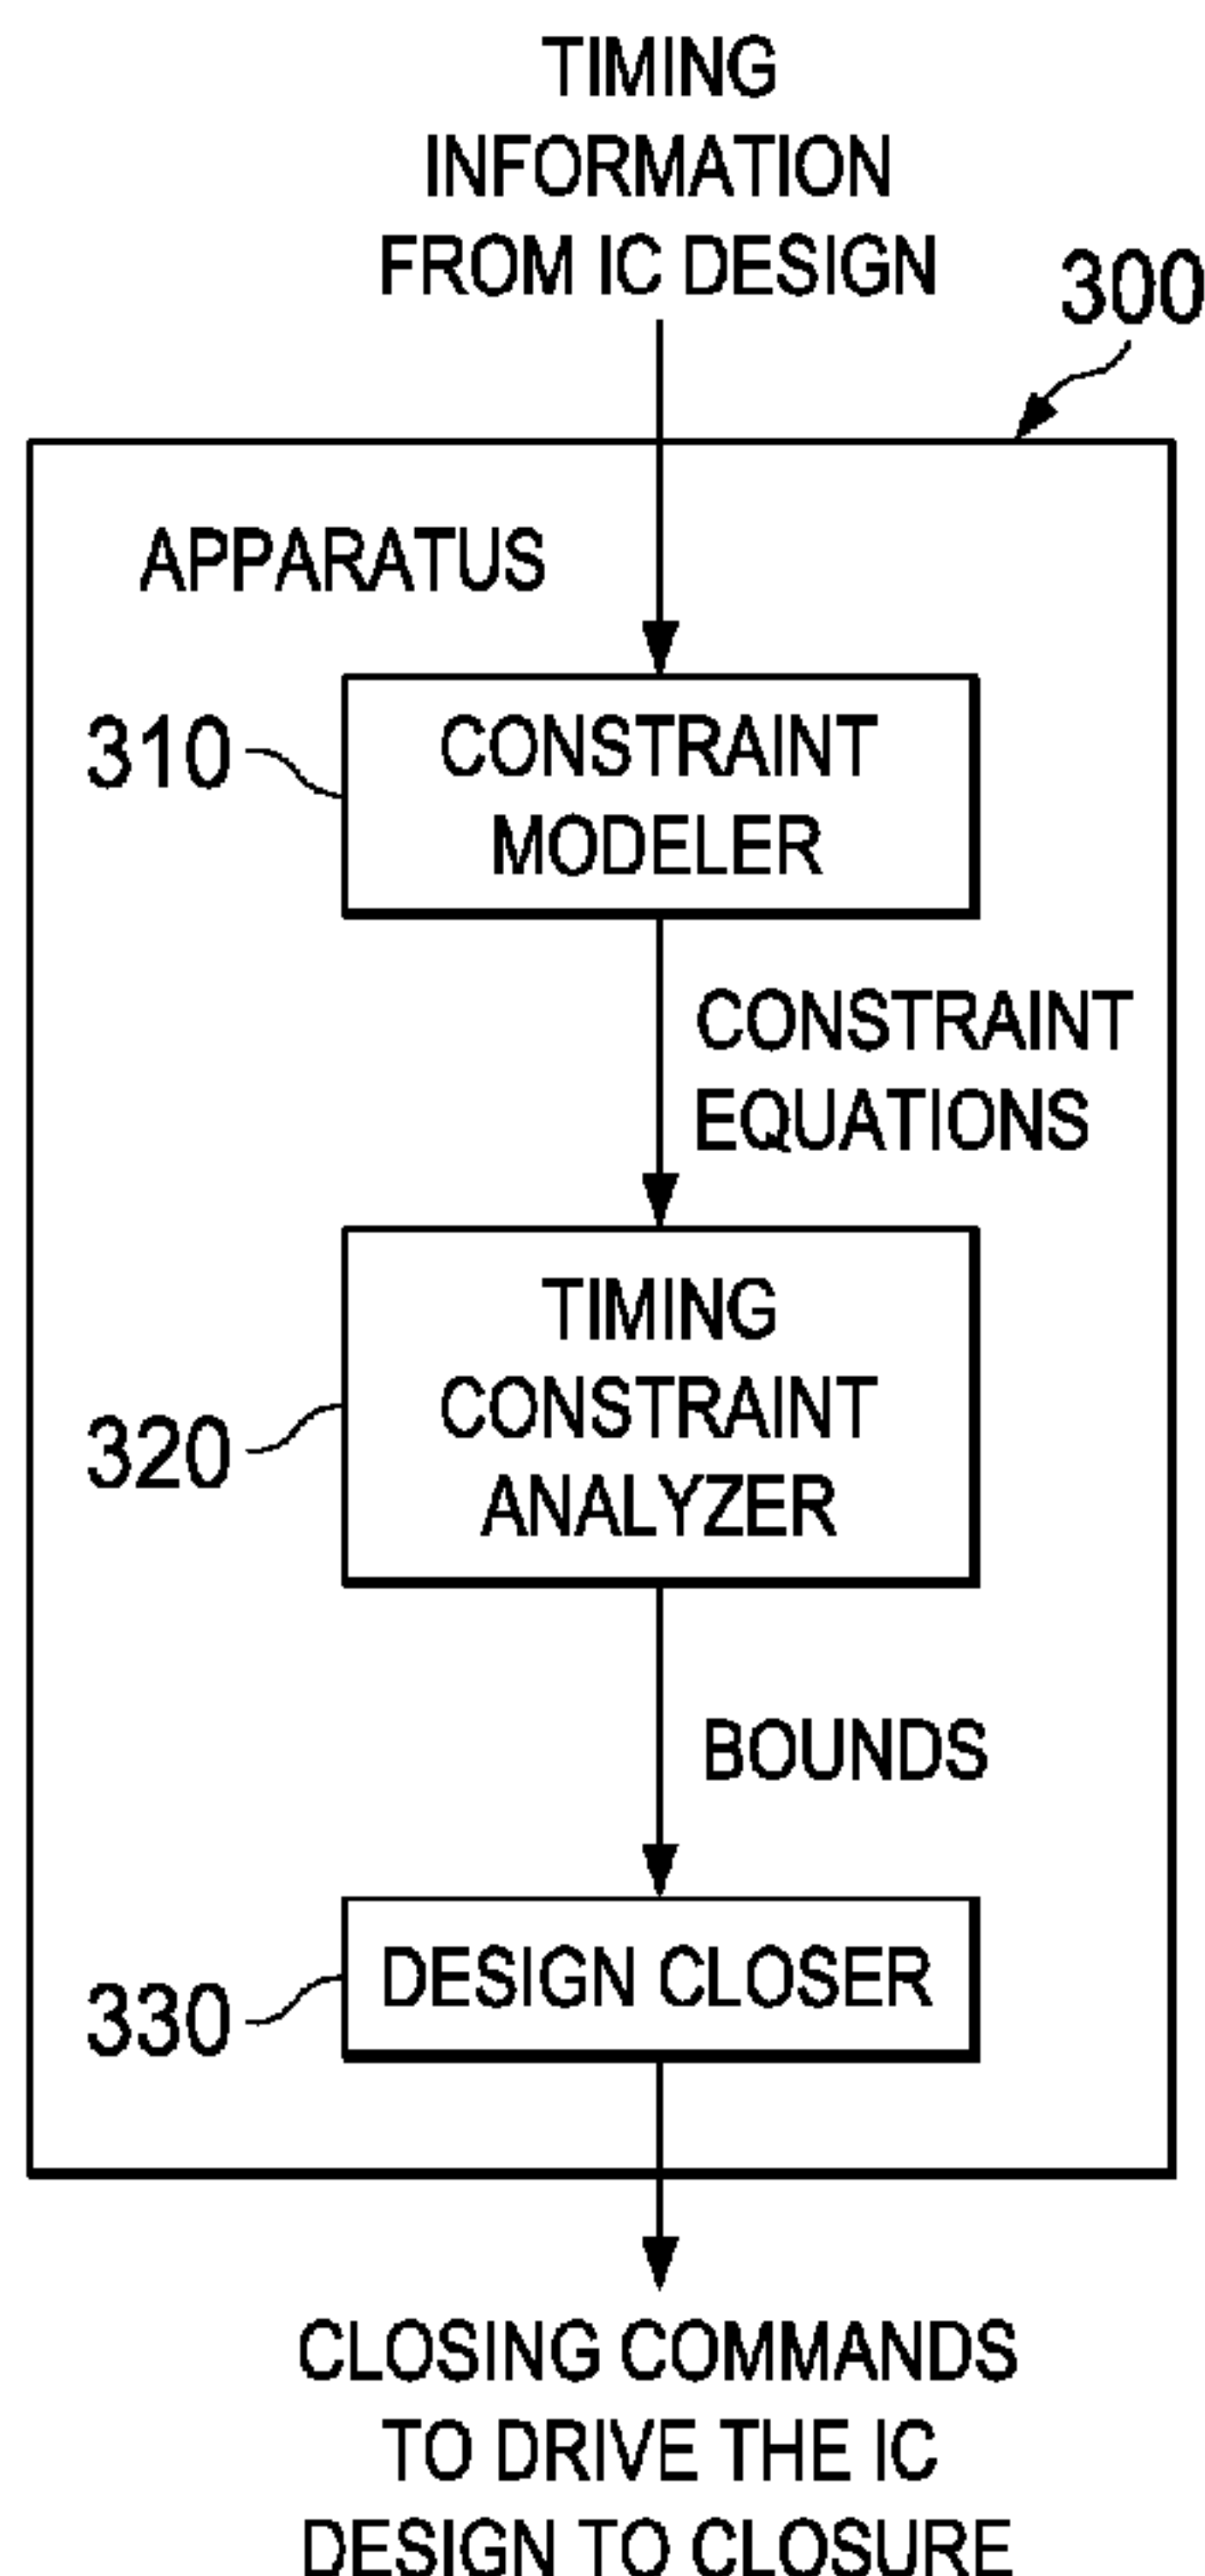 TIMING
INFORMATION
FROM IC DESIGN
300
APPARATUS
310
CONSTRAINT
MODELER
CONSTRAINT
EQUATIONS
320
TIMING
CONSTRAINT
ANALYZER
BOUNDS
330
DESIGN CLOSER
CLOSING COMMANDS
TO DRIVE THE IC
DESIGN TO CLOSURE